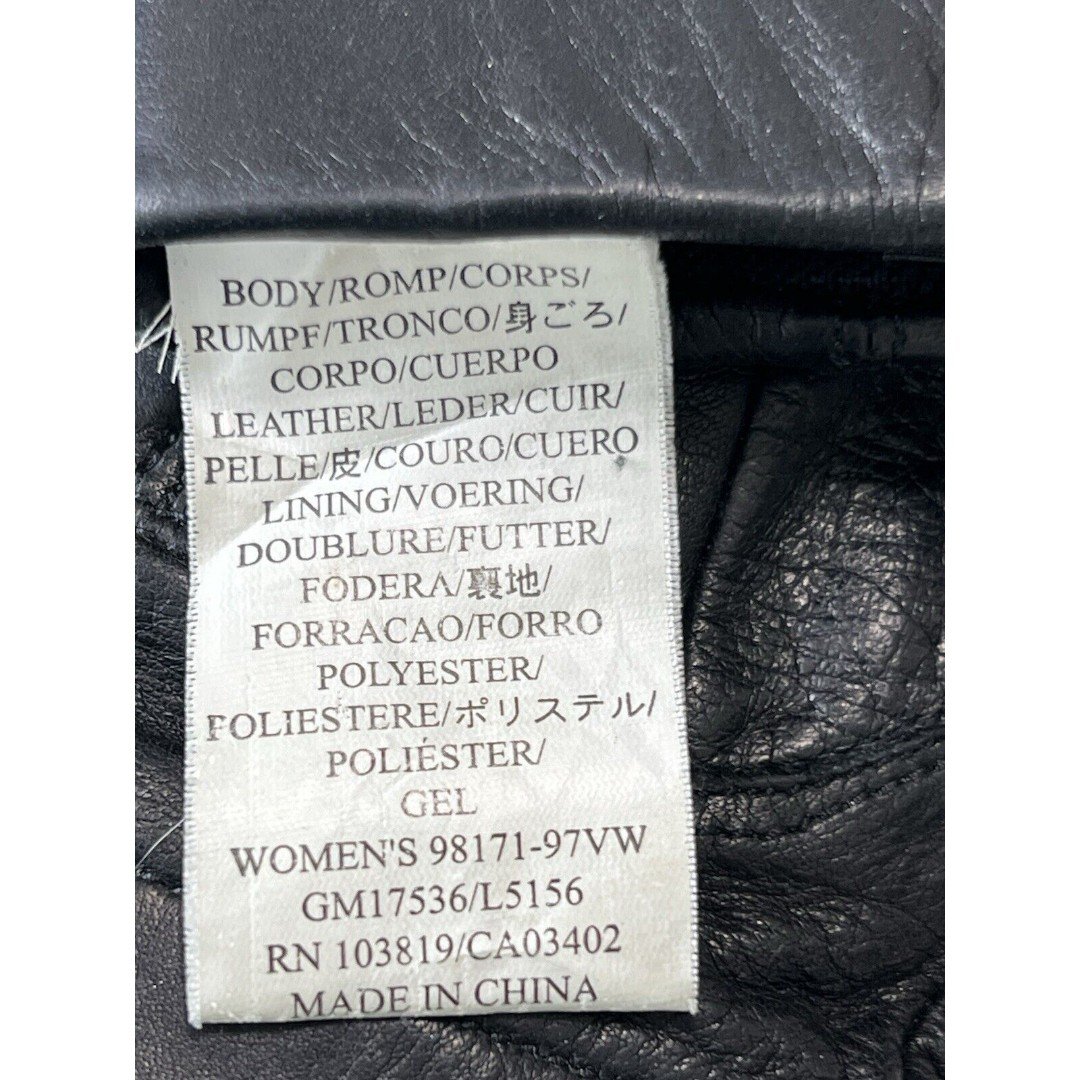 BODY/ROMP/CORPS/
RUMPF/TRONCO/身ごろ/
CORPO/CUERPO
LEATHER/LEDER/CUIR/
PELLE/皮/COURO/CUERO
LINING/VOERING/
DOUBLURE/FUTTER/
FODERA/裏地/
FORRACAO/FORRO
POLYESTER/
POLIESTERE/ポリステル/
POLIÉSTER/
GEL
WOMEN'S 98171-97VW
GM17536/L5156
RN 103819/CA03402
MADE IN CHINA